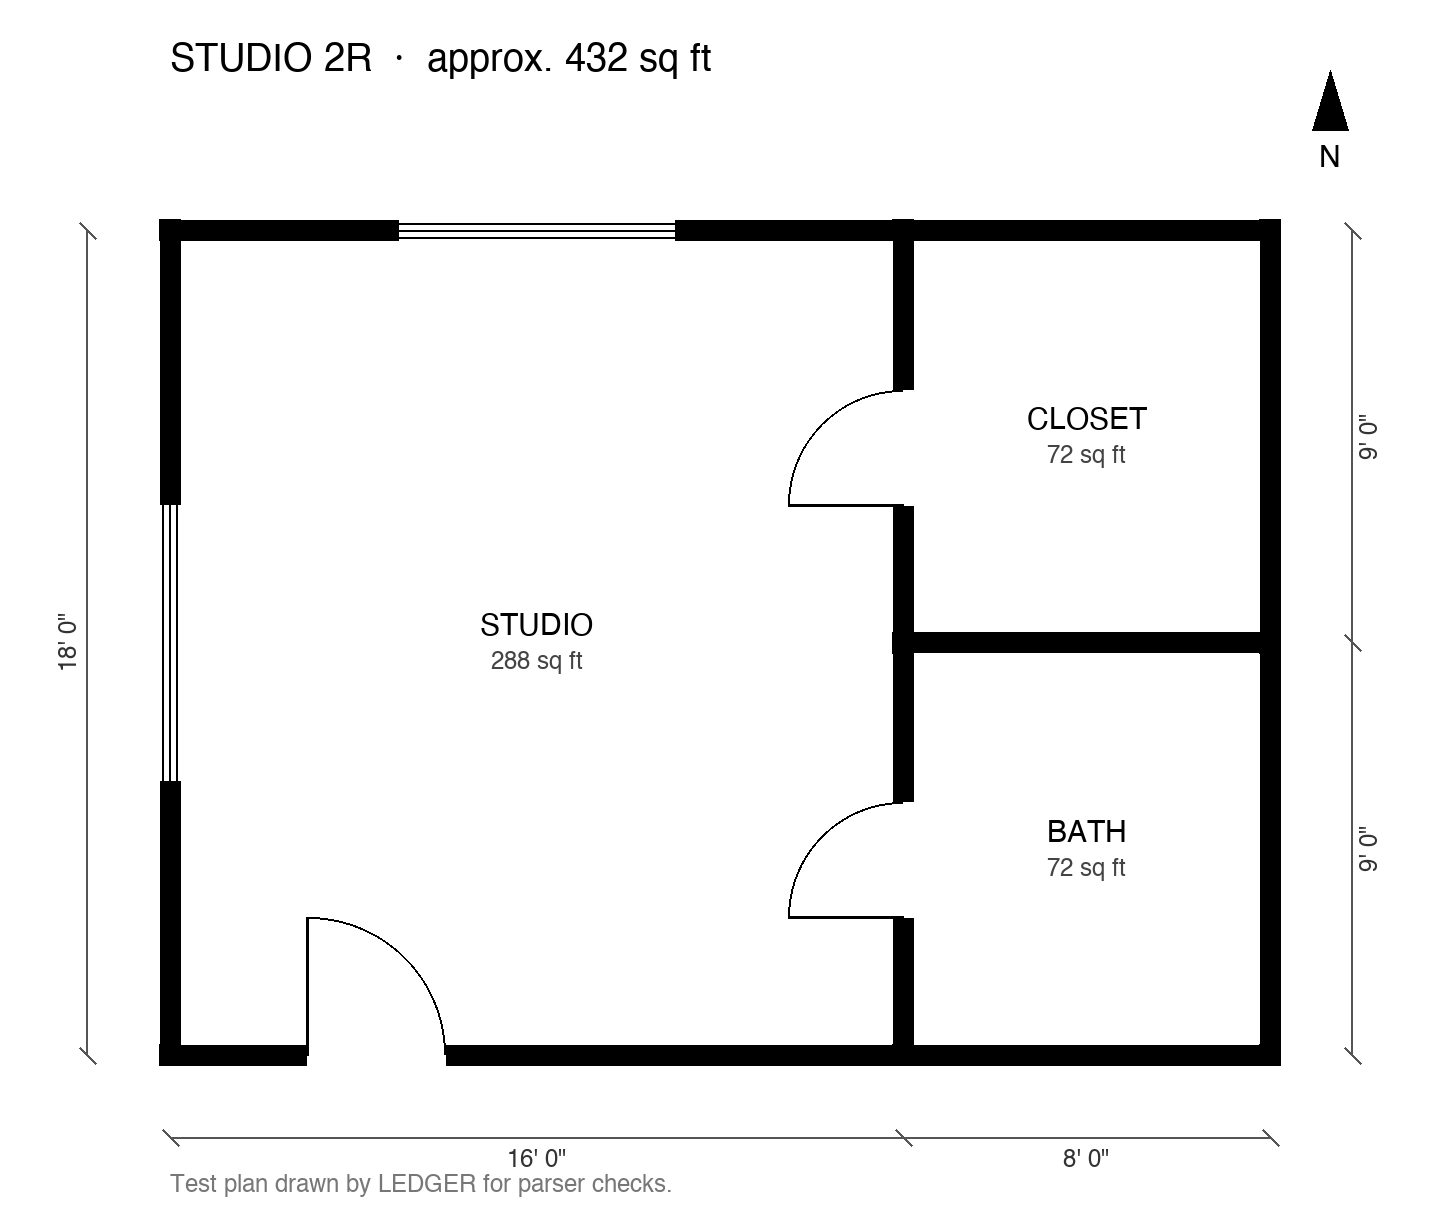 STUDIO 2R · approx. 432 sq ft
N
CLOSET
72 sq ft
9' 0"
STUDIO
288 sq ft
18' 0"
BATH
72 sq ft
9' 0"
16' 0"
8' 0"
Test plan drawn by LEDGER for parser checks.